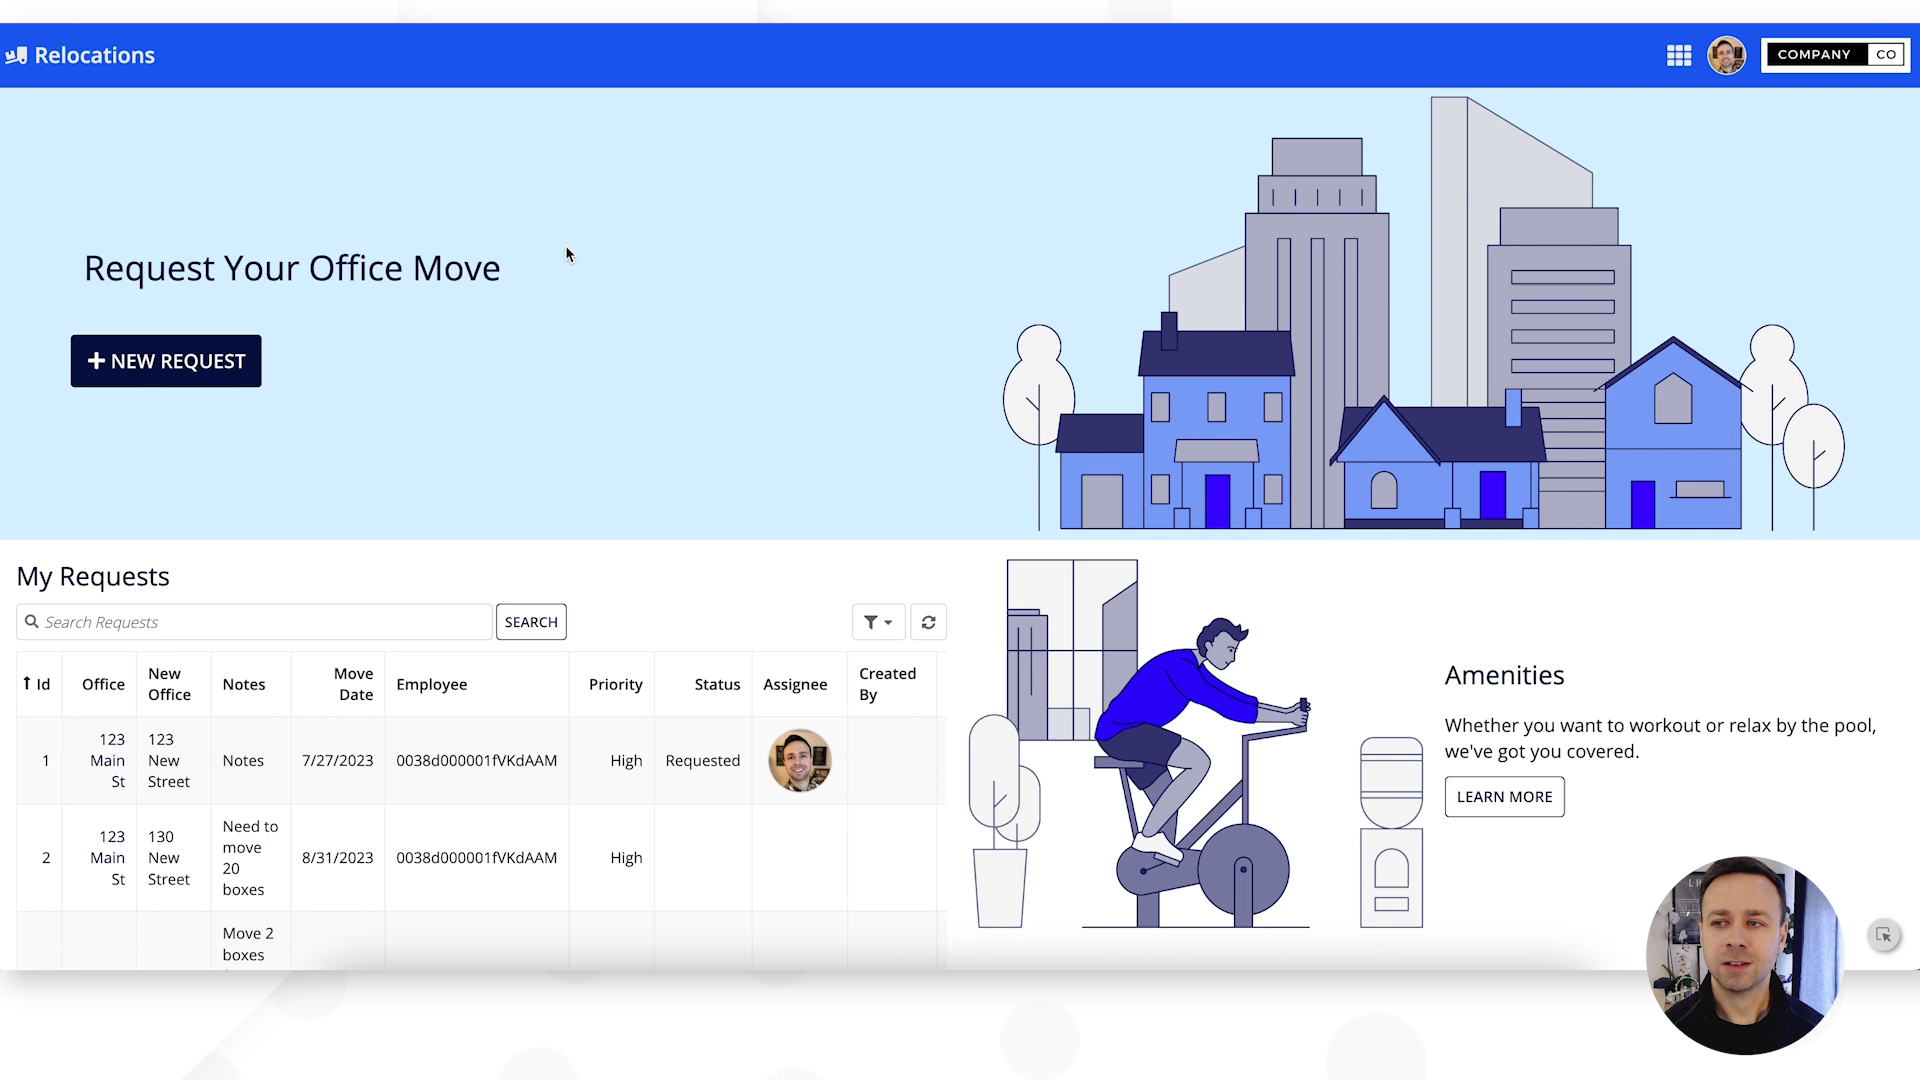 Relocations
COMPANY CO
Request Your Office Move
+ NEW REQUEST
My Requests
Search Requests
SEARCH
Id Office New Office Notes Move Date Employee Priority Status Assignee Created By
1 123 Main St 123 New Street Notes 7/27/2023 0038d000001fVKdAAM High Requested
2 123 Main St 130 New Street Need to move 20 boxes 8/31/2023 0038d000001fVKdAAM High
Move 2 boxes
Amenities
Whether you want to workout or relax by the pool,
we've got you covered.
LEARN MORE